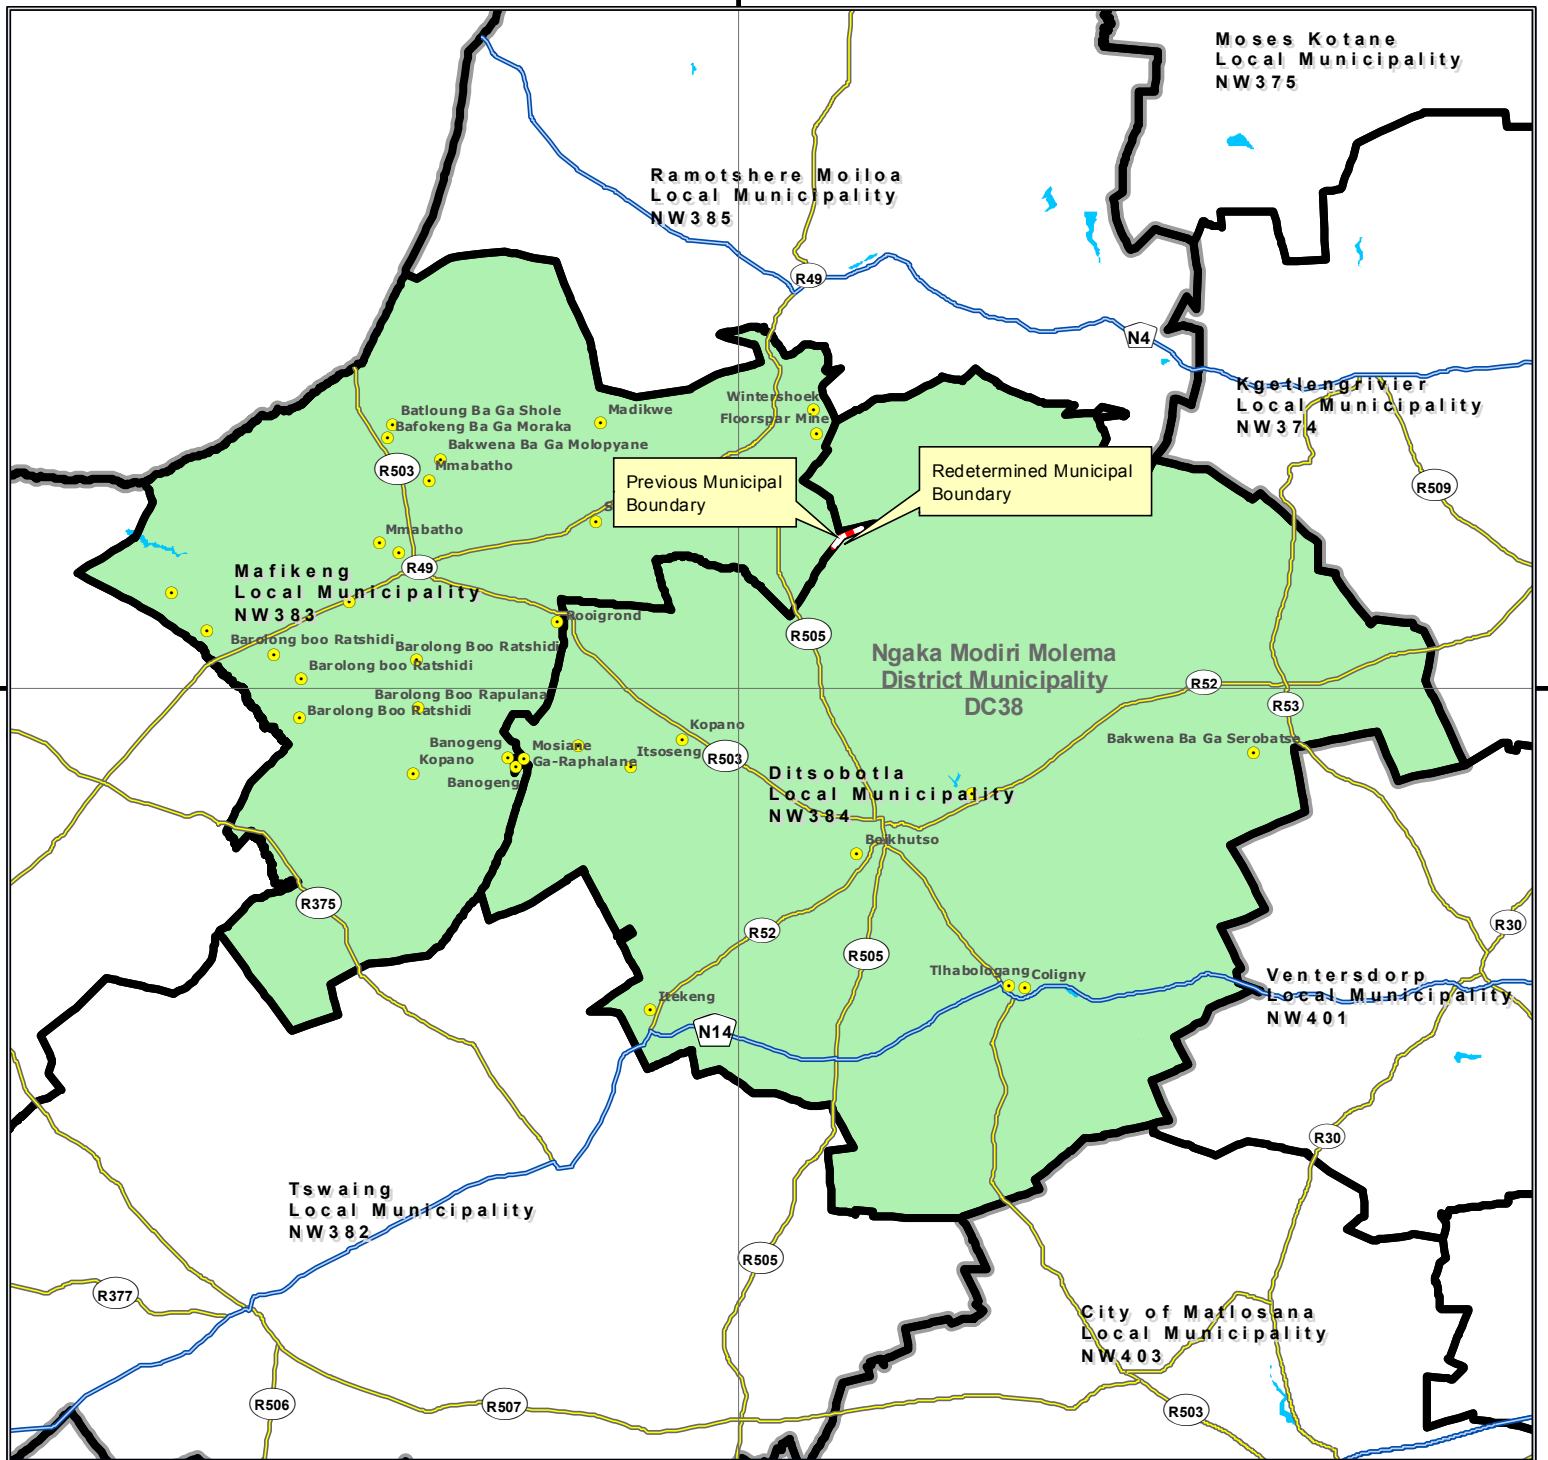 Moses Kotane
Local Municipality
NW375
Ramotshere Moiloa
Local Municipality
NW385
R49
N4
Kgetlengrivier
Local Municipality
NW374
Wintershoek
Floorspar Mine
Batloung Ba Ga Shole
Bafokeng Ba Ga Moraka
Madikwe
Bakwena Ba Ga Molopyane
Mmabatho
R503
Previous Municipal
Boundary
Redetermined Municipal
Boundary
R509
Mmabatho
R49
Mafikeng
Local Municipality
NW383
Rooigrond
R505
Barolong boo Ratshidi
Barolong Boo Ratshidi
Barolong boo Ratshidi
Ngaka Modiri Molema
District Municipality
DC38
R52
R53
Barolong Boo Rapulana
Barolong Boo Ratshidi
Kopano
Bakwena Ba Ga Serobatse
Banogeng
Mosiane
Itsoseng
Kopano
Ga-Raphalane
R503
Banogeng
Ditsobotla
Local Municipality
NW384
Boikhutso
R375
R52
R505
R30
Tlhabologang
Coligny
Ventersdorp
Local Municipality
NW401
Itekeng
N14
R30
Tswaing
Local Municipality
NW382
R505
R377
City of Matlosana
Local Municipality
NW403
R506
R507
R503